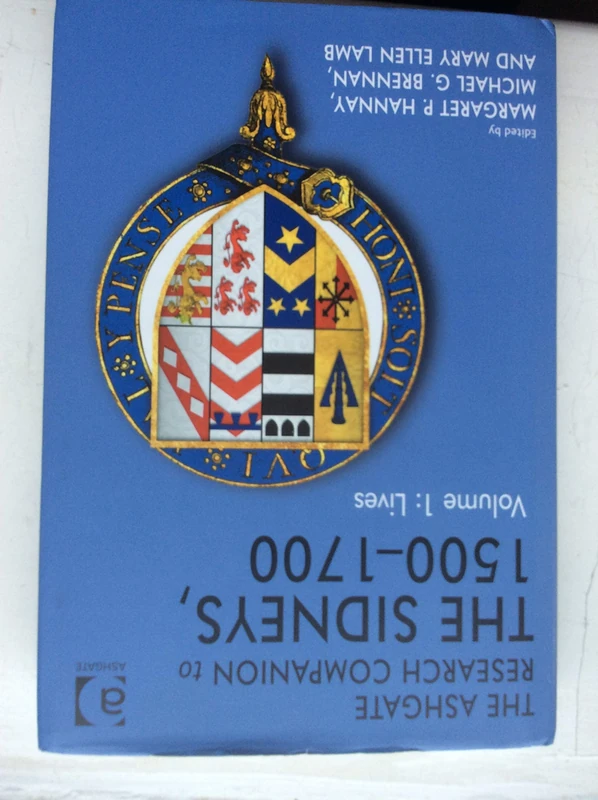 THE ASHGATE
RESEARCH COMPANION to
THE SIDNEYS,
1500–1700
a
ASHGATE
Volume 1: Lives
HONI SOIT QVI Y PENSE
Edited by
MARGARET P. HANNAY,
MICHAEL G. BRENNAN,
AND MARY ELLEN LAMB